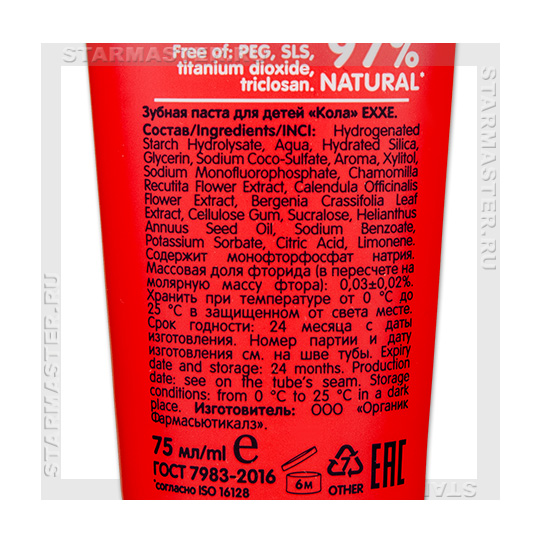 STARMASTER.RU
Free of: PEG, SLS,
titanium dioxide,
triclosan.
97%
NATURAL*
Зубная паста для детей «Кола» EXXE.
Состав/Ingredients/INCI: Hydrogenated
Starch Hydrolysate, Aqua, Hydrated Silica,
Glycerin, Sodium Coco-Sulfate, Aroma, Xylitol,
Sodium Monofluorophosphate, Chamomilla
Recutita Flower Extract, Calendula Officinalis
Flower Extract, Bergenia Crassifolia Leaf
Extract, Cellulose Gum, Sucralose, Helianthus
Annuus Seed Oil, Sodium Benzoate,
Potassium Sorbate, Citric Acid, Limonene.
Содержит монофторфосфат натрия.
Массовая доля фторида (в пересчете на
молярную массу фтора): 0,03±0,02%.
Хранить при температуре от 0 °C до
25 °C в защищенном от света месте.
Срок годности: 24 месяца с даты
изготовления. Номер партии и дату
изготовления см. на шве тубы. Expiry
date and storage: 24 months. Production
date: see on the tube's seam. Storage
conditions: from 0 °C to 25 °C in a dark
place. Изготовитель: ООО «Органик
Фармасьютикалз».
75 мл/ml e
ГОСТ 7983-2016
*согласно ISO 16128
6м
7
OTHER
EAC
STARMASTER.RU
STARMASTER.RU
STARMASTER.RU